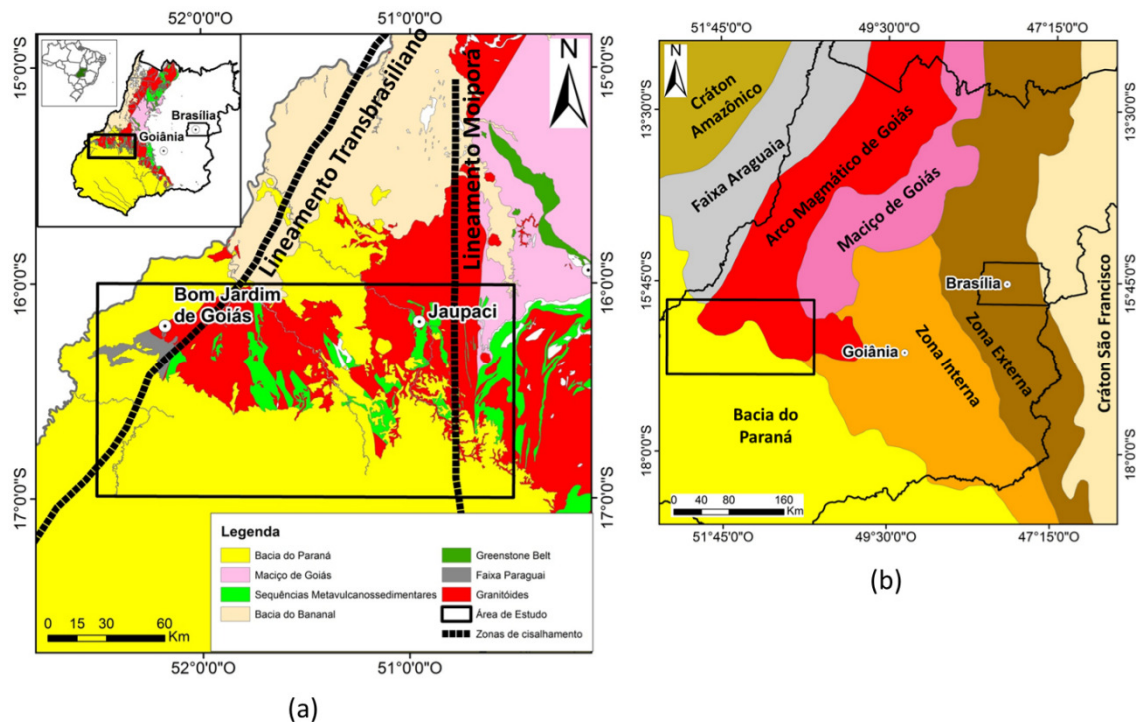 52°0'0"O
51°0'0"O
15°0'0"S
16°0'0"S
17°0'0"S
Brasília
Goiânia
N
Lineamento Transbrasiliano
Lineamento Moiporá
15°0'0"S
16°0'0"S
17°0'0"S
Bom Jardim
de Goiás
Jaupaci
Legenda
Bacia do Paraná
Maciço de Goiás
Sequências Metavulcanossedimentares
Bacia do Bananal
Greenstone Belt
Faixa Paraguai
Granitóides
Área de Estudo
Zonas de cisalhamento
0 15 30 60
Km
52°0'0"O
51°0'0"O
(a)
51°45'0"O
49°30'0"O
47°15'0"O
N
13°30'0"S
15°45'0"S
18°0'0"S
Cráton
Amazônico
Faixa Araguaia
Arco Magmático de Goiás
Maciço de Goiás
Brasília
Goiânia
Zona Interna
Zona Externa
Cráton São Francisco
Bacia do
Paraná
13°30'0"S
15°45'0"S
18°0'0"S
0 40 80 160
Km
51°45'0"O
49°30'0"O
47°15'0"O
(b)